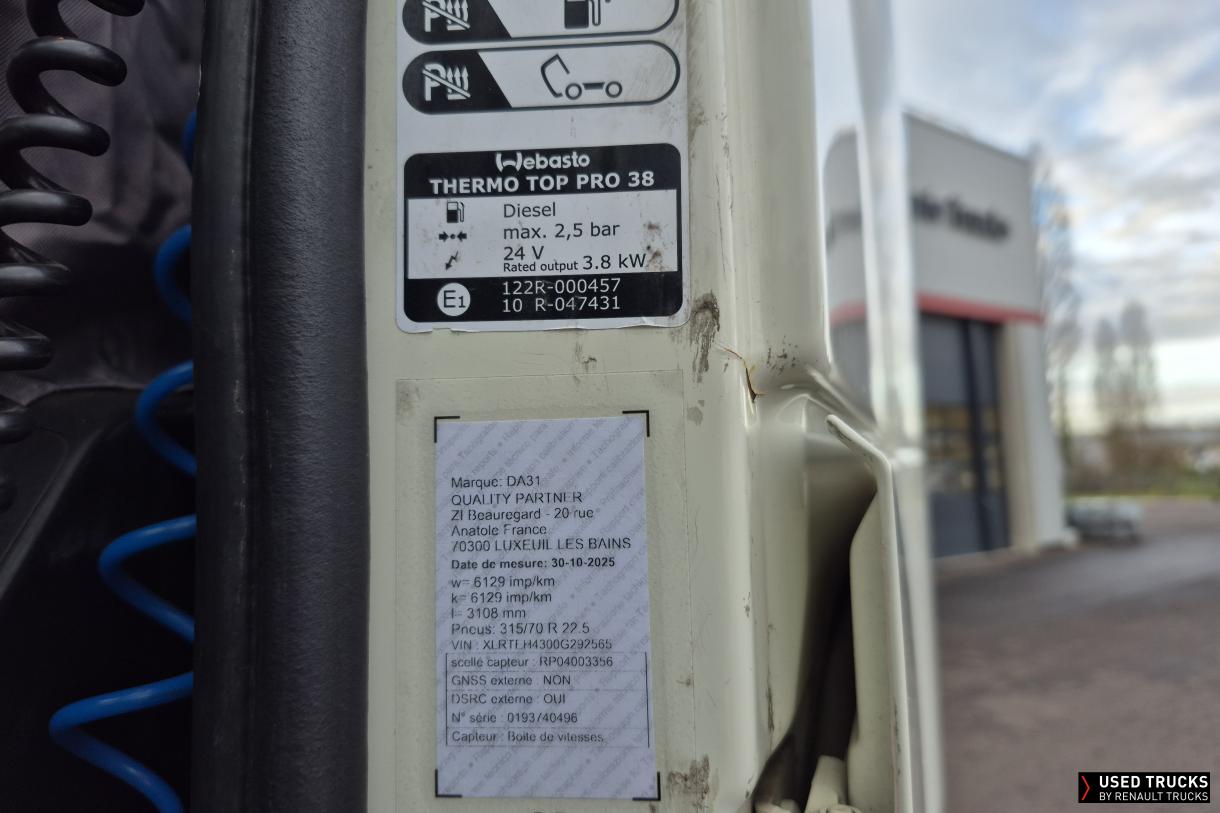 Webasto
THERMO TOP PRO 38
Diesel
max. 2,5 bar
24 V
Rated output 3.8 kW
E1
122R-000457
10 R-047431
Marque: DA31
QUALITY PARTNER
ZI Beauregard - 20 rue
Anatole France
70300 LUXEUIL LES BAINS
Date de mesure: 30-10-2025
w= 6129 imp/km
k= 6129 imp/km
l= 3108 mm
Pneus: 315/70 R 22.5
VIN : XLRTEH4300G292565
scellé capteur : RP04003356
GNSS externe : NON
DSRC externe : OUI
N° série : 0193740496
Capteur : Boite de vitesses
USED TRUCKS
BY RENAULT TRUCKS